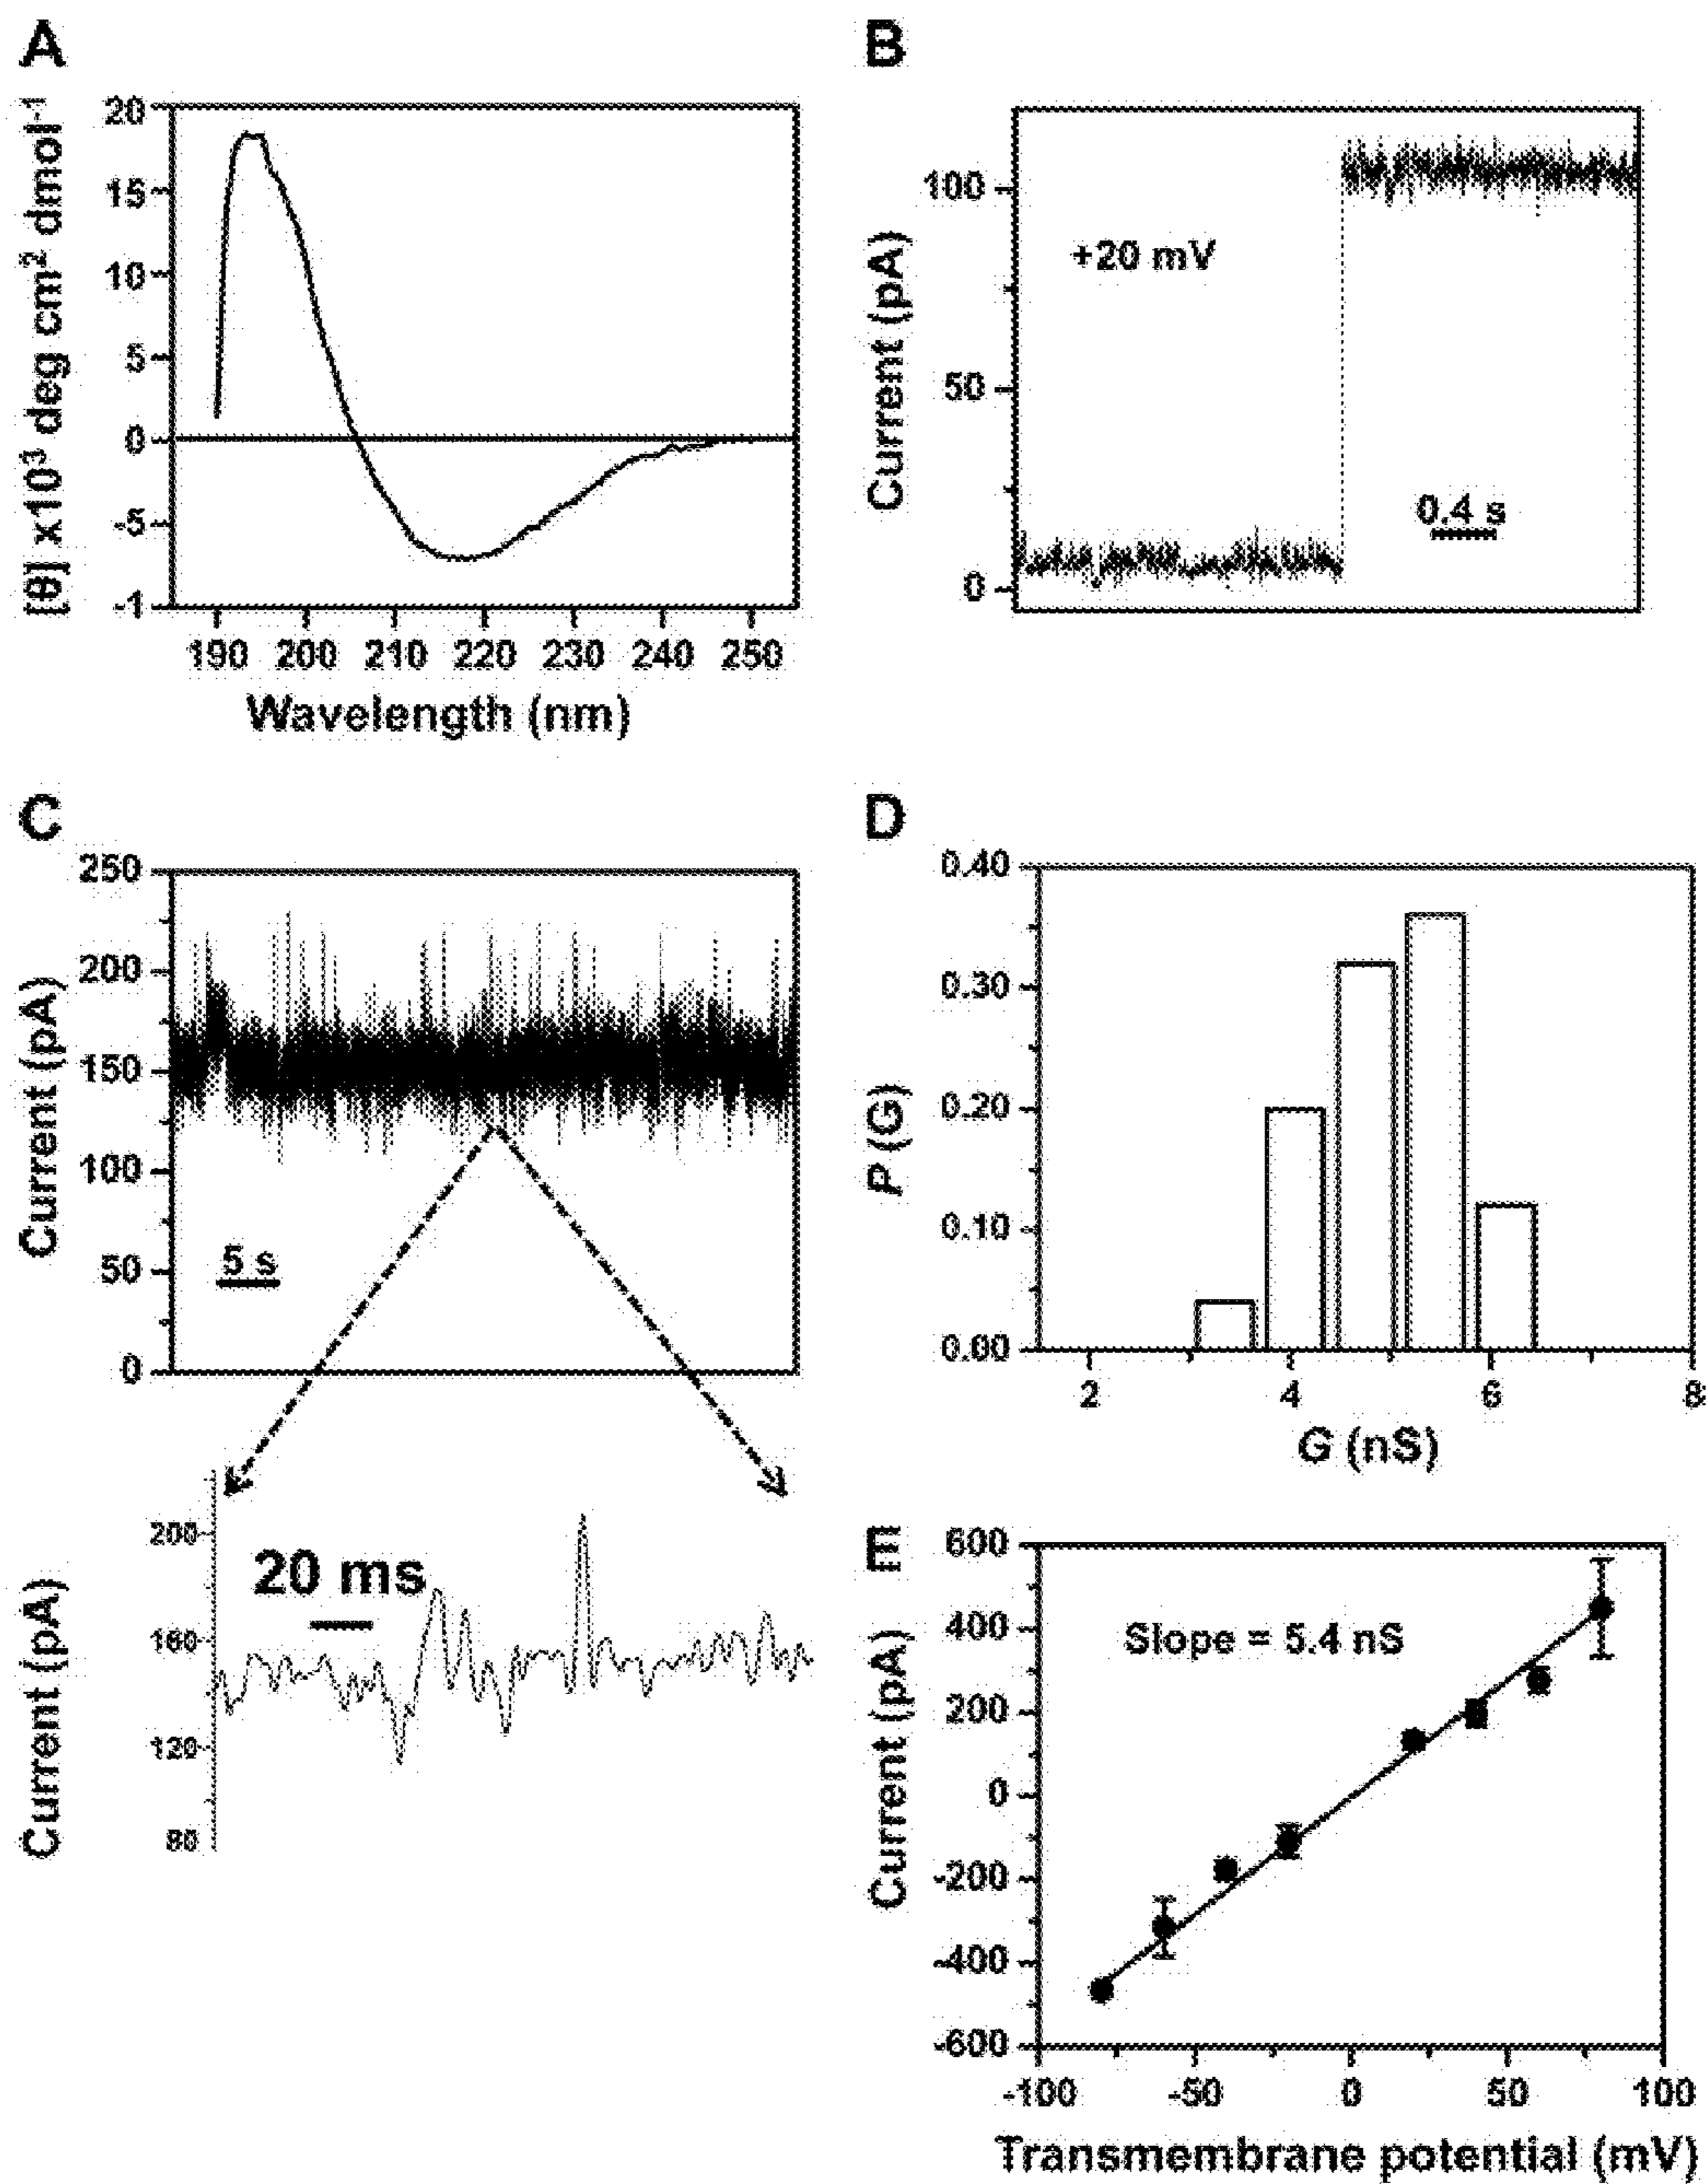 A
[θ] x10³ deg cm² dmol⁻¹
20
15
10
5
0
-5
-1
190 200 210 220 230 240 250
Wavelength (nm)
B
Current (pA)
100
50
0
+20 mV
0.4 s
C
Current (pA)
250
200
150
100
50
0
5 s
Current (pA)
200
160
120
80
20 ms
D
P (G)
0.40
0.30
0.20
0.10
0.00
2 4 6 8
G (nS)
E
Current (pA)
600
400
200
0
-200
-400
-600
Slope = 5.4 nS
-100 -50 0 50 100
Transmembrane potential (mV)